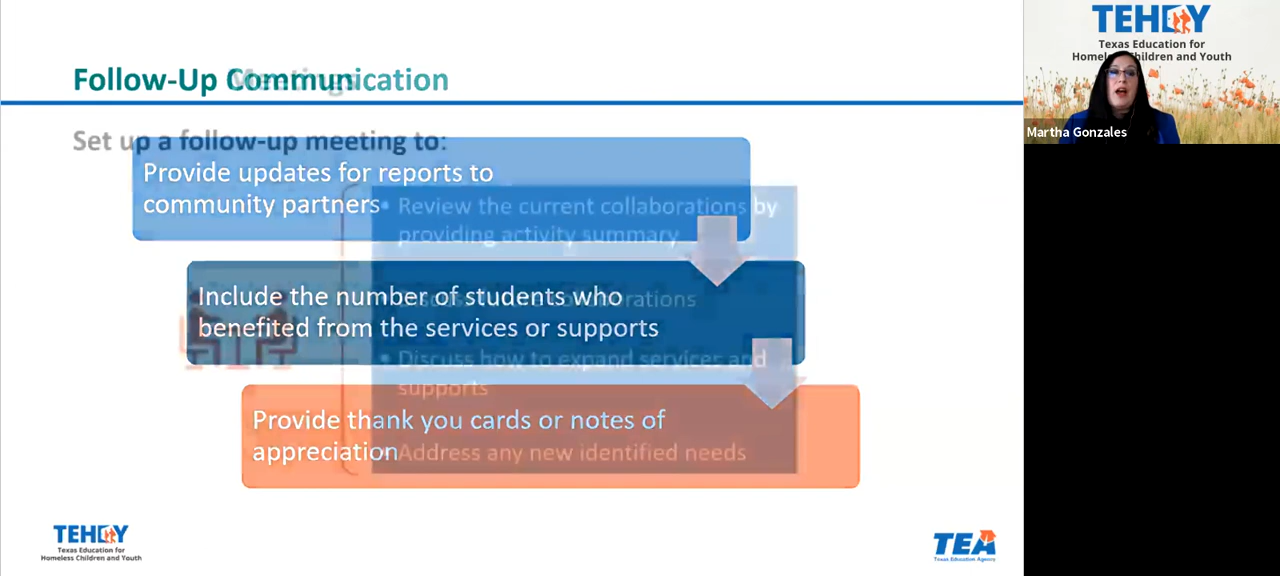 Follow-Up Communication
Meetings
Set up a follow-up meeting to:
Provide updates for reports to
community partners
• Review the current collaborations by
providing activity summary
Include the number of students who
benefited from the services or supports
collaborations
• Discuss how to expand services and
supports
Provide thank you cards or notes of
appreciation
• Address any new identified needs
TEHCY
Texas Education for
Homeless Children and Youth
TEA
Texas Education Agency
TEHCY
Texas Education for
Homeless Children and Youth
Martha Gonzales